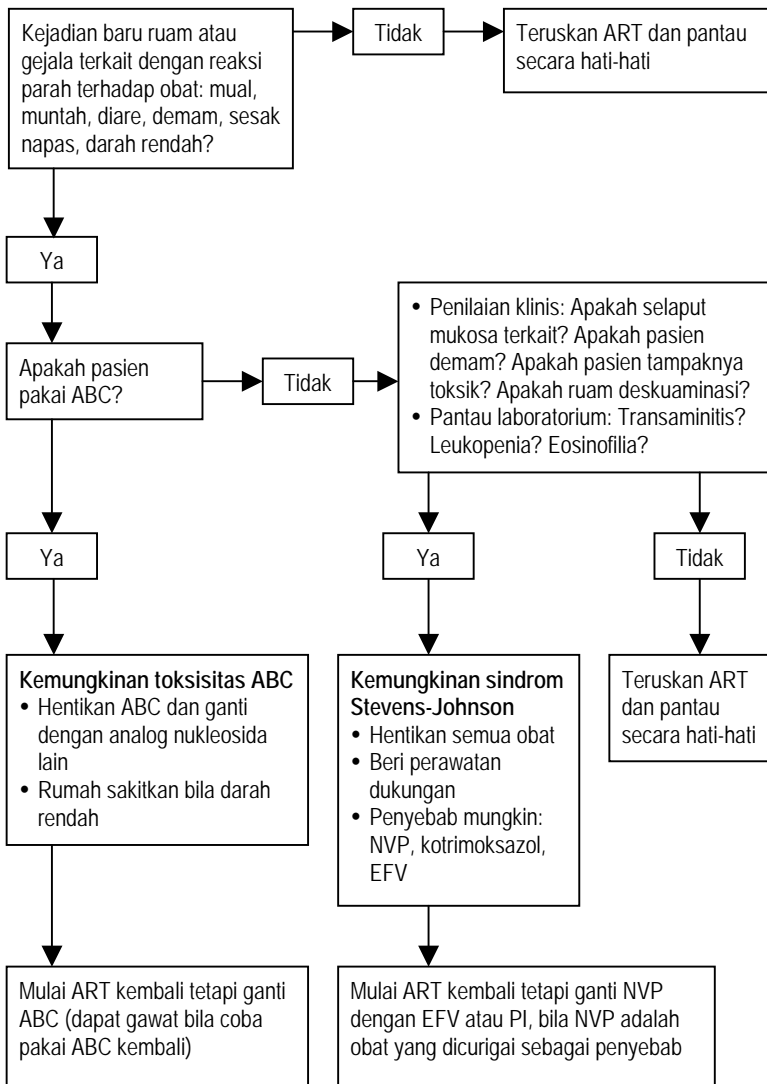 Kejadian baru ruam atau
gejala terkait dengan reaksi
parah terhadap obat: mual,
muntah, diare, demam, sesak
napas, darah rendah?
Tidak
Teruskan ART dan pantau
secara hati-hati
Ya
Apakah pasien
pakai ABC?
Tidak
• Penilaian klinis: Apakah selaput
mukosa terkait? Apakah pasien
demam? Apakah pasien tampaknya
toksik? Apakah ruam deskuaminasi?
• Pantau laboratorium: Transaminitis?
Leukopenia? Eosinofilia?
Ya
Ya
Tidak
Kemungkinan toksisitas ABC
• Hentikan ABC dan ganti
dengan analog nukleosida
lain
• Rumah sakitkan bila darah
rendah
Kemungkinan sindrom
Stevens-Johnson
• Hentikan semua obat
• Beri perawatan
dukungan
• Penyebab mungkin:
NVP, kotrimoksazol,
EFV
Teruskan ART
dan pantau
secara hati-hati
Mulai ART kembali tetapi ganti
ABC (dapat gawat bila coba
pakai ABC kembali)
Mulai ART kembali tetapi ganti NVP
dengan EFV atau PI, bila NVP adalah
obat yang dicurigai sebagai penyebab